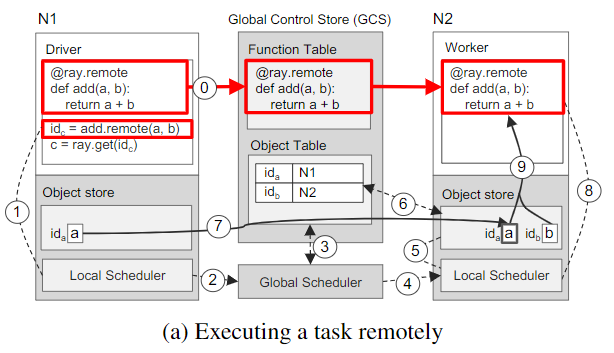 N1
Global Control Store (GCS)
N2
Driver
@ray.remote
def add(a, b):
return a + b
id_c = add.remote(a, b)
c = ray.get(id_c)
0
Function Table
@ray.remote
def add(a, b):
return a + b
Worker
@ray.remote
def add(a, b):
return a + b
Object Table
id_a N1
id_b N2
9
8
6
Object store
id_a a
1
7
Object store
id_a a id_b b
3
5
Local Scheduler
2
Global Scheduler
4
Local Scheduler
(a) Executing a task remotely